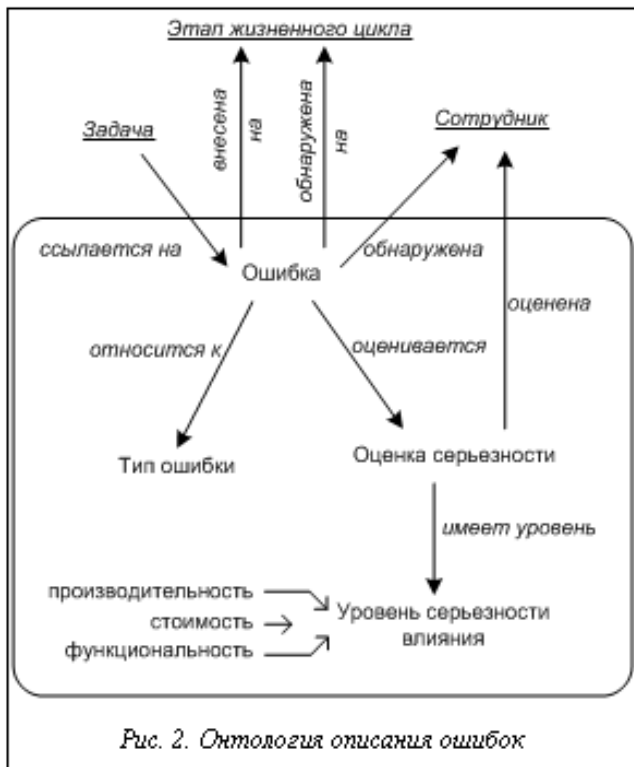 Этап жизненного цикла
Задача
внесена
на
обнаружена
на
Сотрудник
ссылается на
Ошибка
обнаружена
оценена
относится к
оценивается
Тип ошибки
Оценка серьезности
имеет уровень
производительность
стоимость
функциональность
Уровень серьезности
влияния
Рис. 2. Онтология описания ошибок